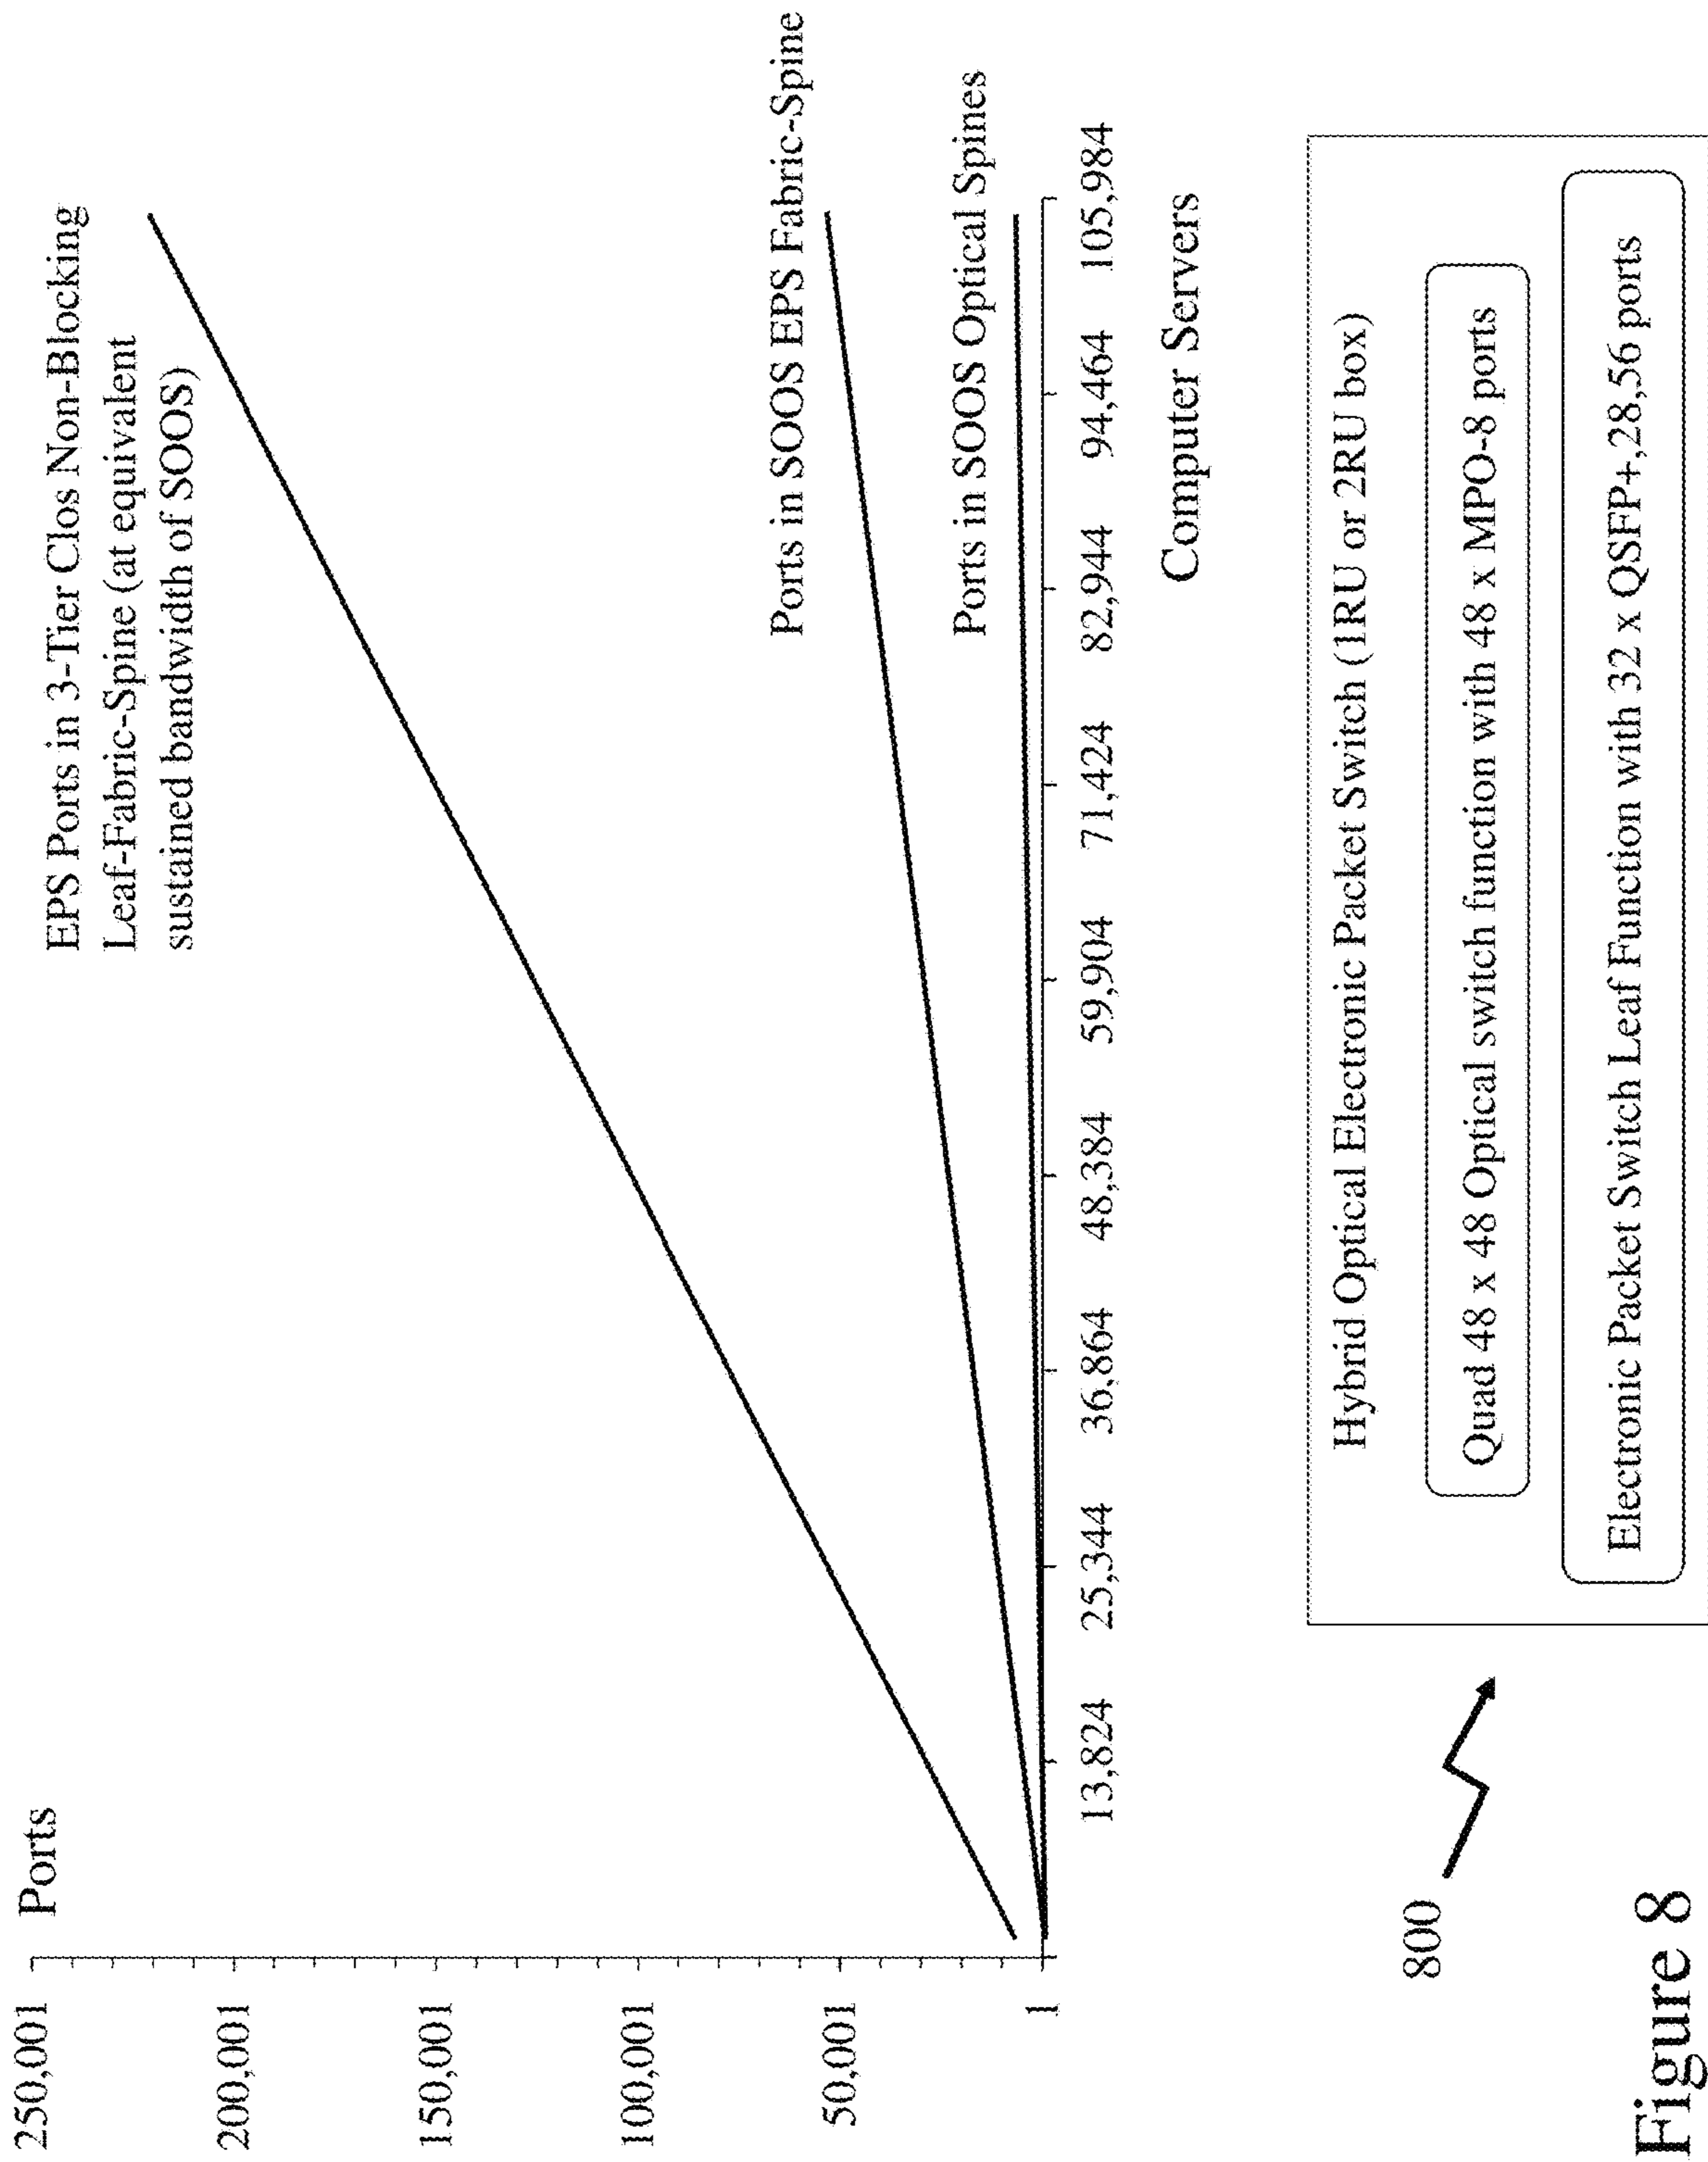 Ports
250,001
200,001
150,001
100,001
50,001
1
EPS Ports in 3-Tier Clos Non-Blocking
Leaf-Fabric-Spine (at equivalent
sustained bandwidth of SOOS)
Ports in SOOS EPS Fabric-Spine
Ports in SOOS Optical Spines
13,824 25,344 36,864 48,384 59,904 71,424 82,944 94,464 105,984
Computer Servers
800
Hybrid Optical Electronic Packet Switch (1RU or 2RU box)
Quad 48 x 48 Optical switch function with 48 x MPO-8 ports
Electronic Packet Switch Leaf Function with 32 x QSFP+,28,56 ports
Figure 8